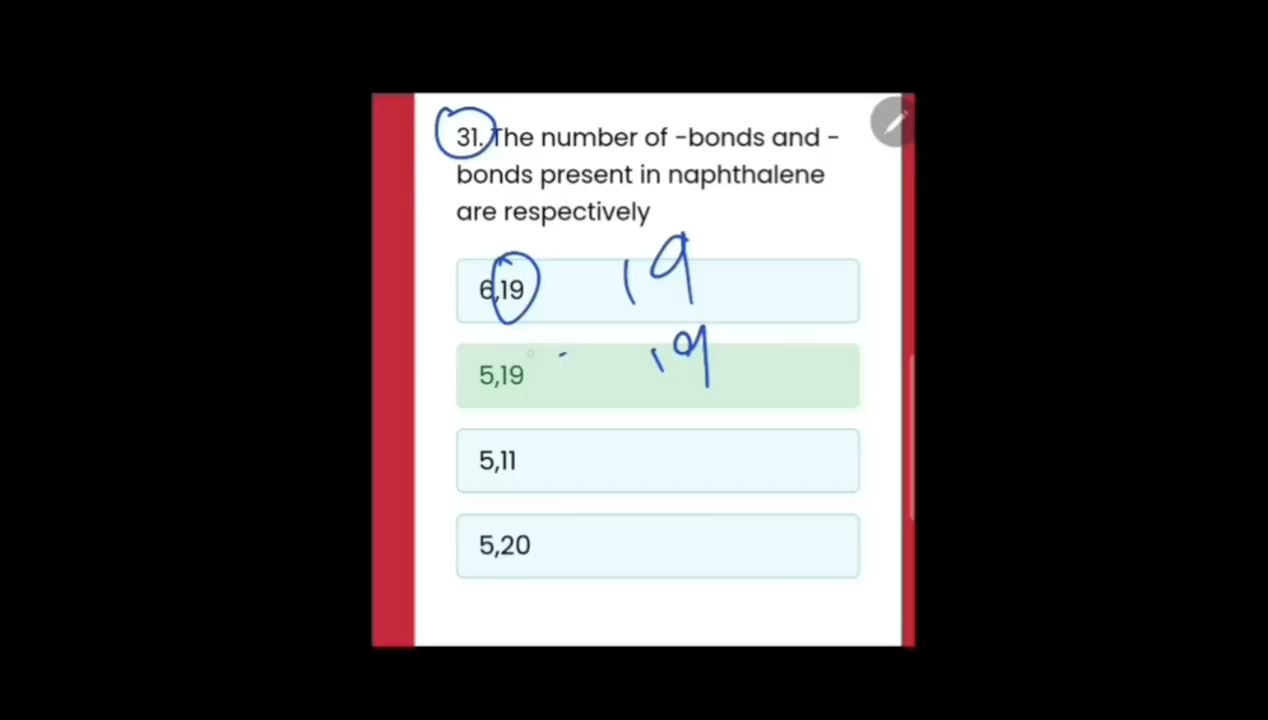 31. The number of -bonds and -
bonds present in naphthalene
are respectively
6,19 19
5,19 19
5,11
5,20